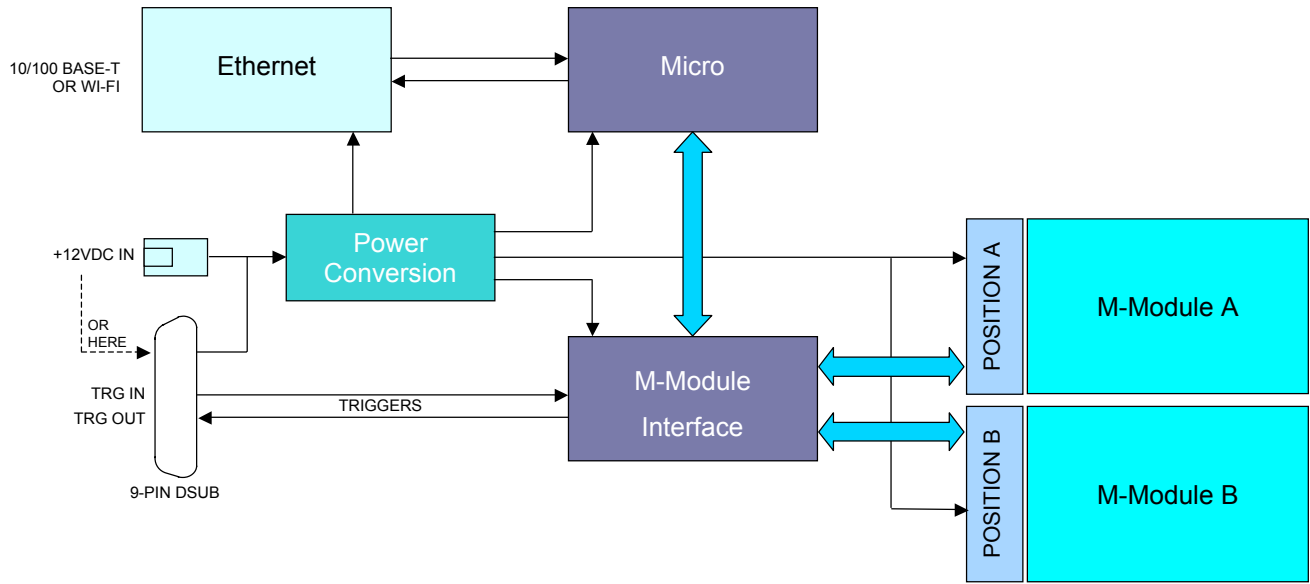 10/100 BASE-T
OR WI-FI
Ethernet
Micro
+12VDC IN
Power
Conversion
OR
HERE
TRG IN
TRG OUT
TRIGGERS
9-PIN DSUB
M-Module
Interface
POSITION A
M-Module A
POSITION B
M-Module B